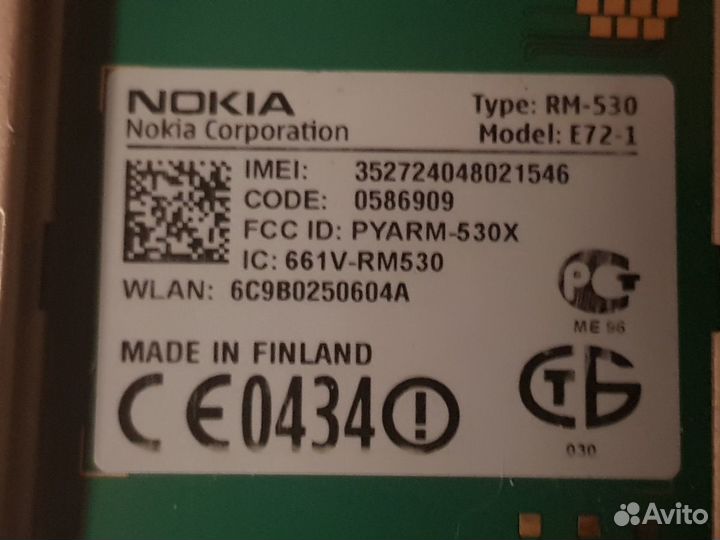 NOKIA
Nokia Corporation
Type: RM-530
Model: E72-1
IMEI: 352724048021546
CODE: 0586909
FCC ID: PYARM-530X
IC: 661V-RM530
WLAN: 6C9B0250604A
PCT
ME 96
MADE IN FINLAND
CE0434!
СТБ
030
Avito